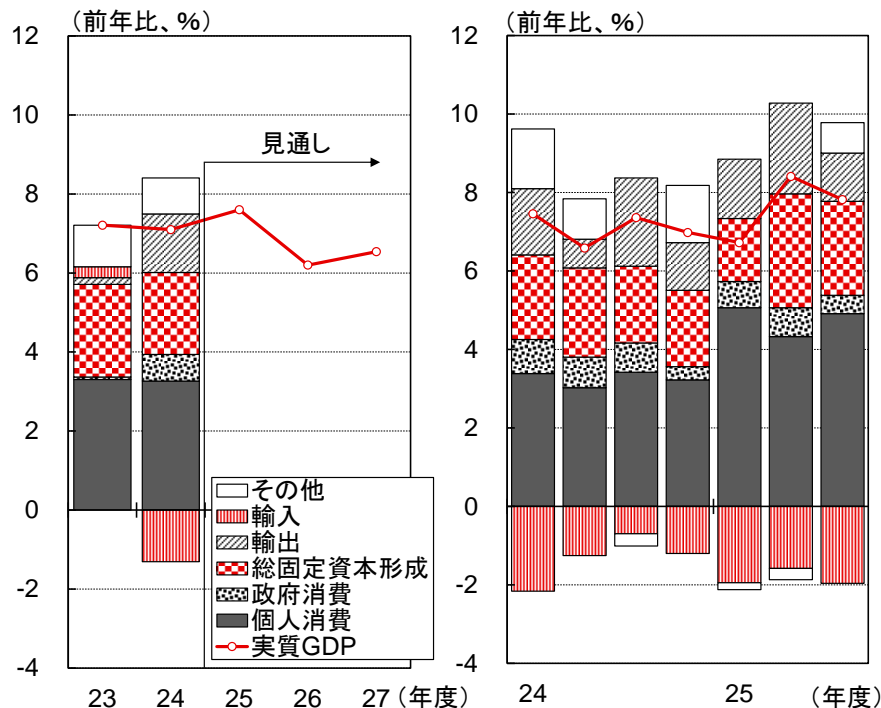 （前年比、%）
12
10
8
6
4
2
0
-2
-4
見通し
その他
輸入
輸出
総固定資本形成
政府消費
個人消費
実質GDP
23 24 25 26 27（年度）
（前年比、%）
12
10
8
6
4
2
0
-2
-4
24 25 （年度）